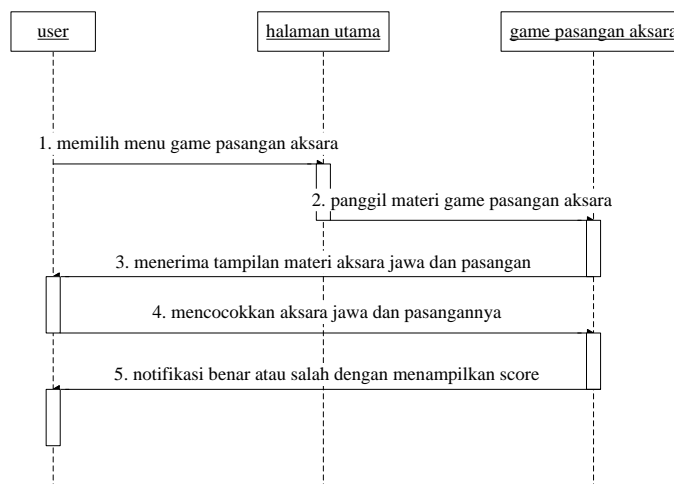 user
halaman utama
game pasangan aksara
1. memilih menu game pasangan aksara
2. panggil materi game pasangan aksara
3. menerima tampilan materi aksara jawa dan pasangan
4. mencocokkan aksara jawa dan pasangannya
5. notifikasi benar atau salah dengan menampilkan score